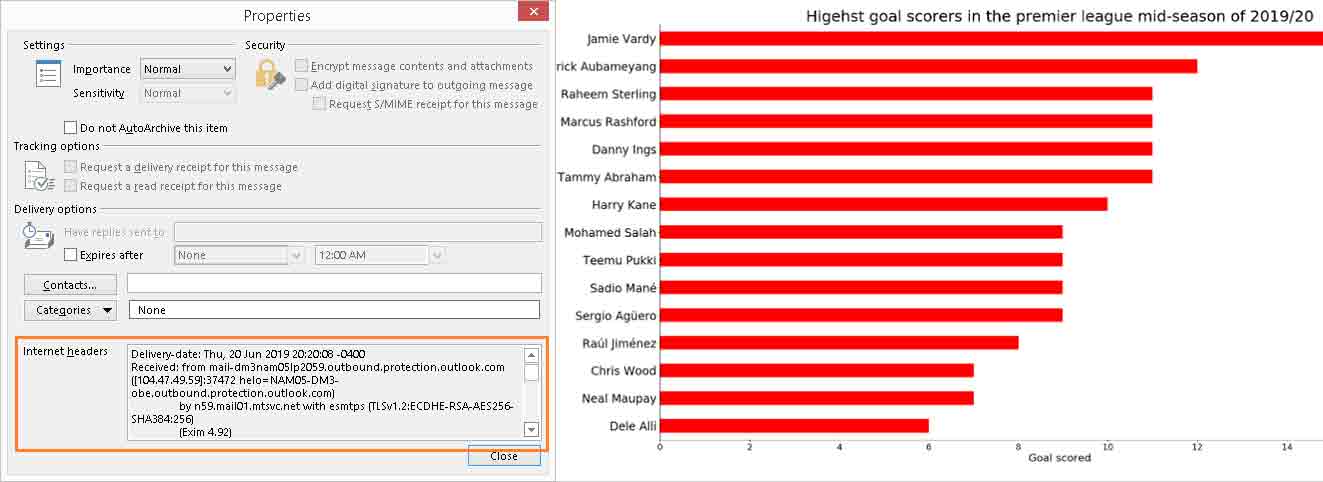 Properties
Settings
Security
Importance Normal
Encrypt message contents and attachments
Sensitivity Normal
Add digital signature to outgoing message
Request S/MIME receipt for this message
Do not AutoArchive this item
Tracking options
Request a delivery receipt for this message
Request a read receipt for this message
Delivery options
Have replies sent to
Expires after None 12:00 AM
Contacts...
Categories None
Internet headers
Delivery-date: Thu, 20 Jun 2019 20:20:08 -0400
Received: from mail-dm3nam05lp2059.outbound.protection.outlook.com
([104.47.49.59]:37472 helo=NAM05-DM3-
obe.outbound.protection.outlook.com)
by n59.mail01.mtsvc.net with esmtps (TLSv1.2:ECDHE-RSA-AES256-
SHA384:256)
(Exim 4.92)
Close
Higehst goal scorers in the premier league mid-season of 2019/20
Jamie Vardy
rick Aubameyang
Raheem Sterling
Marcus Rashford
Danny Ings
Tammy Abraham
Harry Kane
Mohamed Salah
Teemu Pukki
Sadio Mané
Sergio Agüero
Raúl Jiménez
Chris Wood
Neal Maupay
Dele Alli
0 2 4 6 8 10 12 14
Goal scored